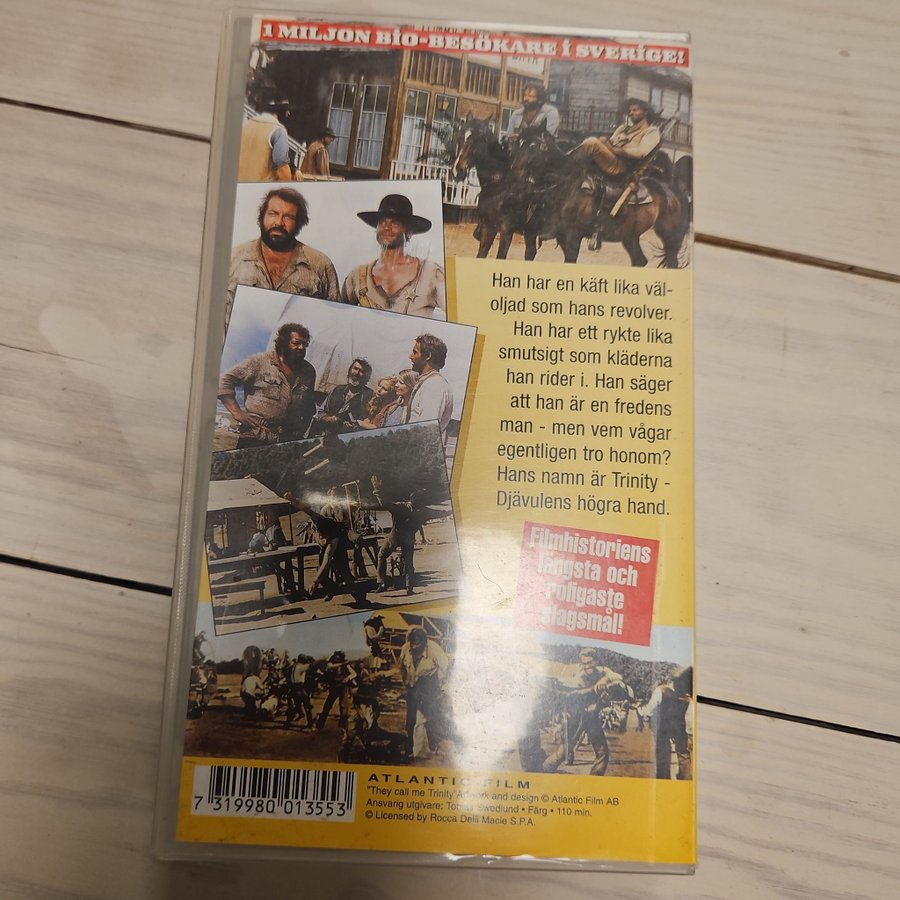 1 MILJON BiO-BESÖKARE i SVERiGE!
Han har en käft lika väl-
oljad som hans revolver.
Han har ett rykte lika
smutsigt som kläderna
han rider i. Han säger
att han är en fredens
man - men vem vågar
egentligen tro honom?
Hans namn är Trinity -
Djävulens högra hand.
Filmhistoriens
längsta och
roligaste
slagsmål!
ATLANTIC FILM
"They call me Trinity" Artwork and design © Atlantic Film AB
Ansvarig utgivare: Tobias Swedlund • Färg • 110 min.
© Licensed by Rocca Delli Macie S.P.A.
7 319980 013553